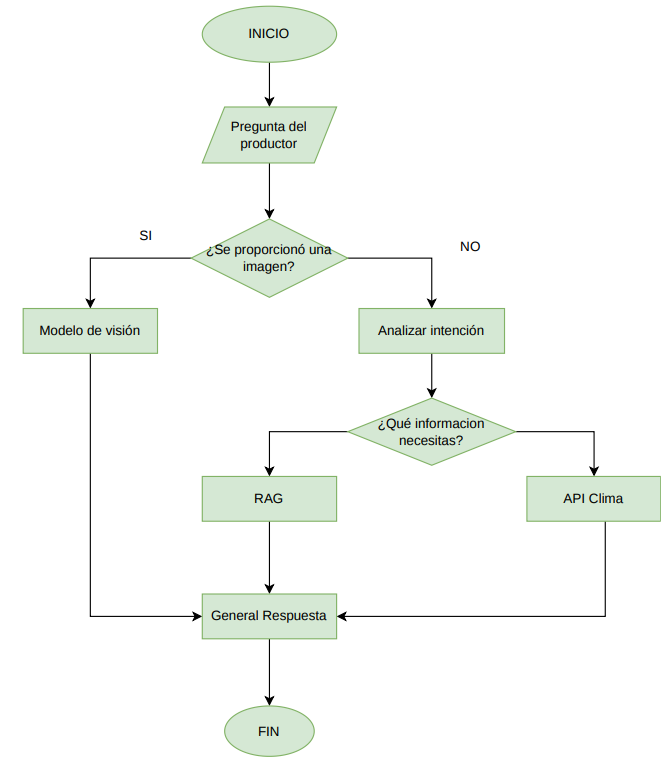 INICIO
Pregunta del
productor
¿Se proporcionó una
imagen?
SI
NO
Modelo de visión
Analizar intención
¿Qué informacion
necesitas?
RAG
API Clima
General Respuesta
FIN